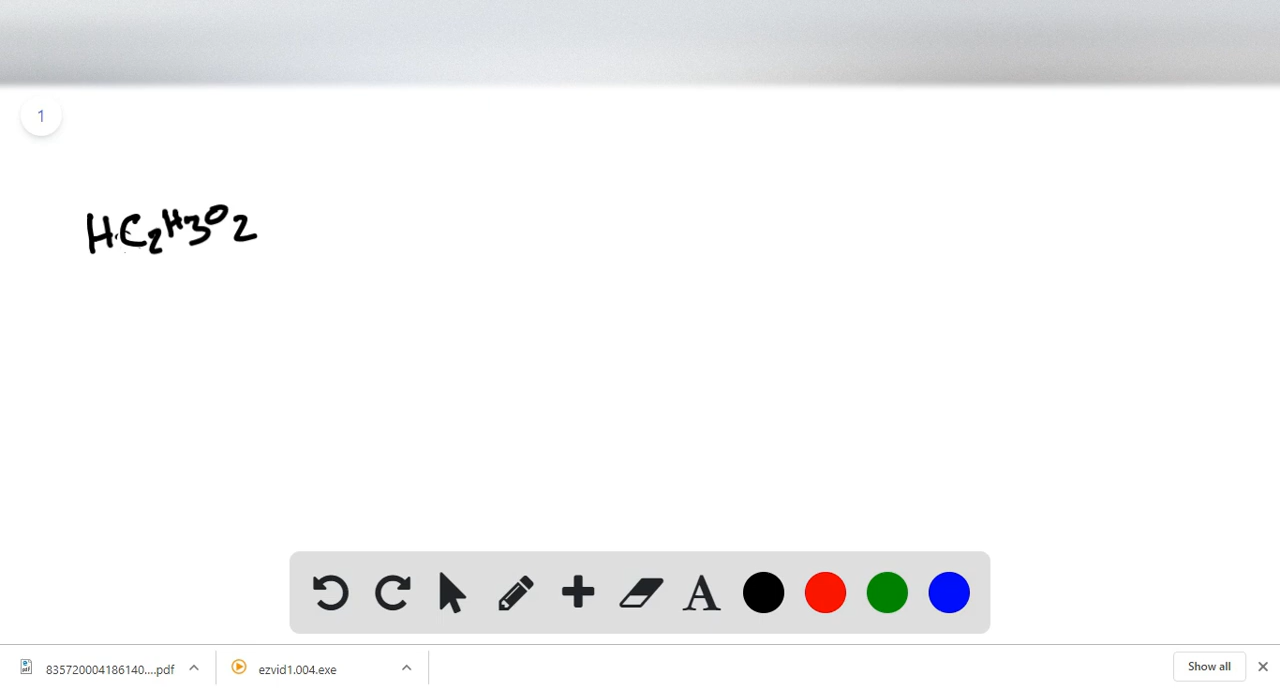 1
HC₂H₃O₂
A
835720004186140....pdf
ezvid1.004.exe
Show all